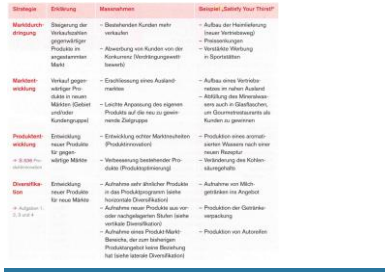 Strategie Erklärung Massnahmen Beispiel „Satisfy Your Thirst!"
Marktdurch-
dringung
Steigerung der
Verkaufszahlen
gegenwärtiger
Produkte im
angestammten
Markt
– Bestehenden Kunden mehr
verkaufen
– Abwerbung von Kunden von der
Konkurrenz (Verdrängungswett-
bewerb)
– Aufbau der Heimlieferung
(neuer Vertriebsweg)
– Preissenkungen
– Verstärkte Werbung
in Sportstätten
Marktent-
wicklung
Verkauf gegen-
wärtiger Pro-
dukte in neuen
Märkten (Gebiet
und/oder
Kundengruppe)
– Erschliessung eines Ausland-
marktes
– Leichte Anpassung des eigenen
Produkts auf die neu zu gewin-
nende Zielgruppe
– Aufbau eines Vertriebs-
netzes im nahen Ausland
– Abfüllung des Mineralwas-
sers auch in Glasflaschen,
um Gourmetrestaurants als
Kunden zu gewinnen
Produktent-
wicklung
Entwicklung
neuer Produkte
für gegen-
wärtige Märkte
– Entwicklung echter Marktneuheiten
(Produktinnovation)
– Verbesserung bestehender Pro-
dukte (Produktoptimierung)
– Produktion eines aromati-
sierten Wassers nach einer
neuen Rezeptur
– Veränderung des Kohlen-
säuregehalts
Diversifika-
tion
→ Aufgaben 1,
2, 3 und 4
Entwicklung
neuer Produkte
für neue Märkte
– Aufnahme sehr ähnlicher Produkte
in das Produktprogramm (siehe
horizontale Diversifikation)
– Aufnahme neuer Produkte aus vor-
oder nachgelagerten Stufen (siehe
vertikale Diversifikation)
– Aufnahme eines Produkt-Markt-
Bereichs, der zum bisherigen
Produktangebot keine Beziehung
hat (siehe laterale Diversifikation)
– Aufnahme von Milch-
getränken ins Angebot
– Produktion der Getränke-
verpackung
– Produktion von Autoreifen